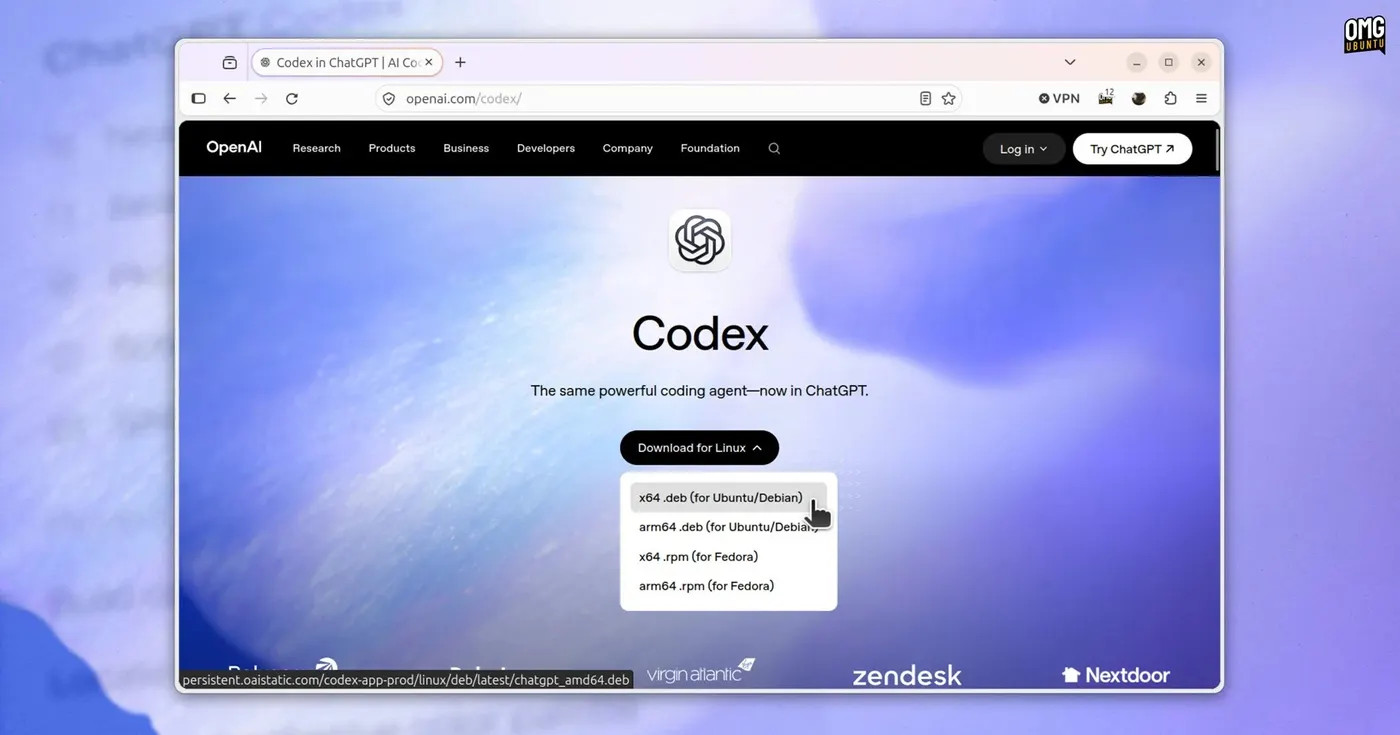 OMG
UBUNTU
Codex in ChatGPT | AI Co
openai.com/codex/
VPN
12
OpenAI
Research
Products
Business
Developers
Company
Foundation
Log in
Try ChatGPT
Codex
The same powerful coding agent—now in ChatGPT.
Download for Linux
x64 .deb (for Ubuntu/Debian)
arm64 .deb (for Ubuntu/Debian)
x64 .rpm (for Fedora)
arm64 .rpm (for Fedora)
virgin atlantic
zendesk
Nextdoor
persistent.oaistatic.com/codex-app-prod/linux/deb/latest/chatgpt_amd64.deb